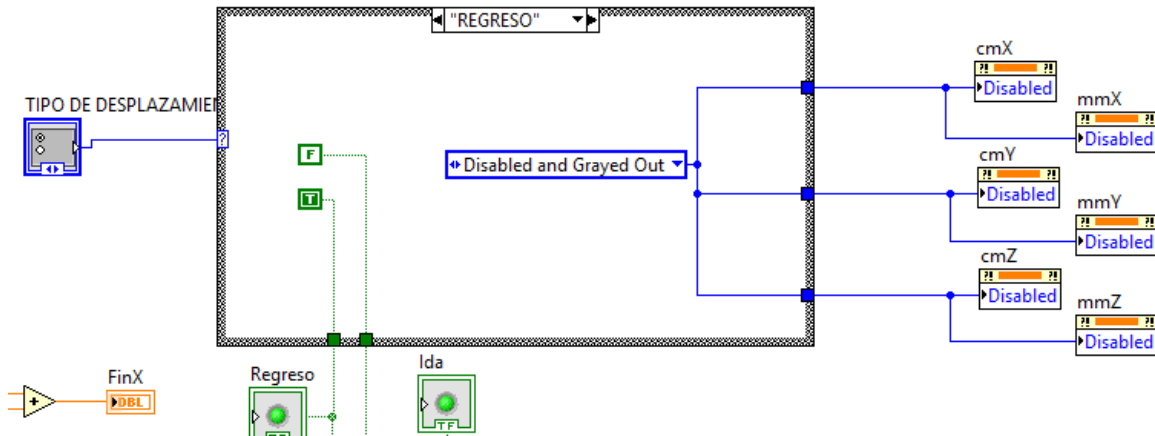 "REGRESO"
cmX
?! ?!
Disabled
TIPO DE DESPLAZAMIE
mmX
?! ?!
Disabled
?
F
Disabled and Grayed Out
cmY
?! ?!
Disabled
T
mmY
?! ?!
Disabled
cmZ
?! ?!
Disabled
mmZ
?! ?!
Disabled
Ida
FinX
Regreso
+
DBL
TF